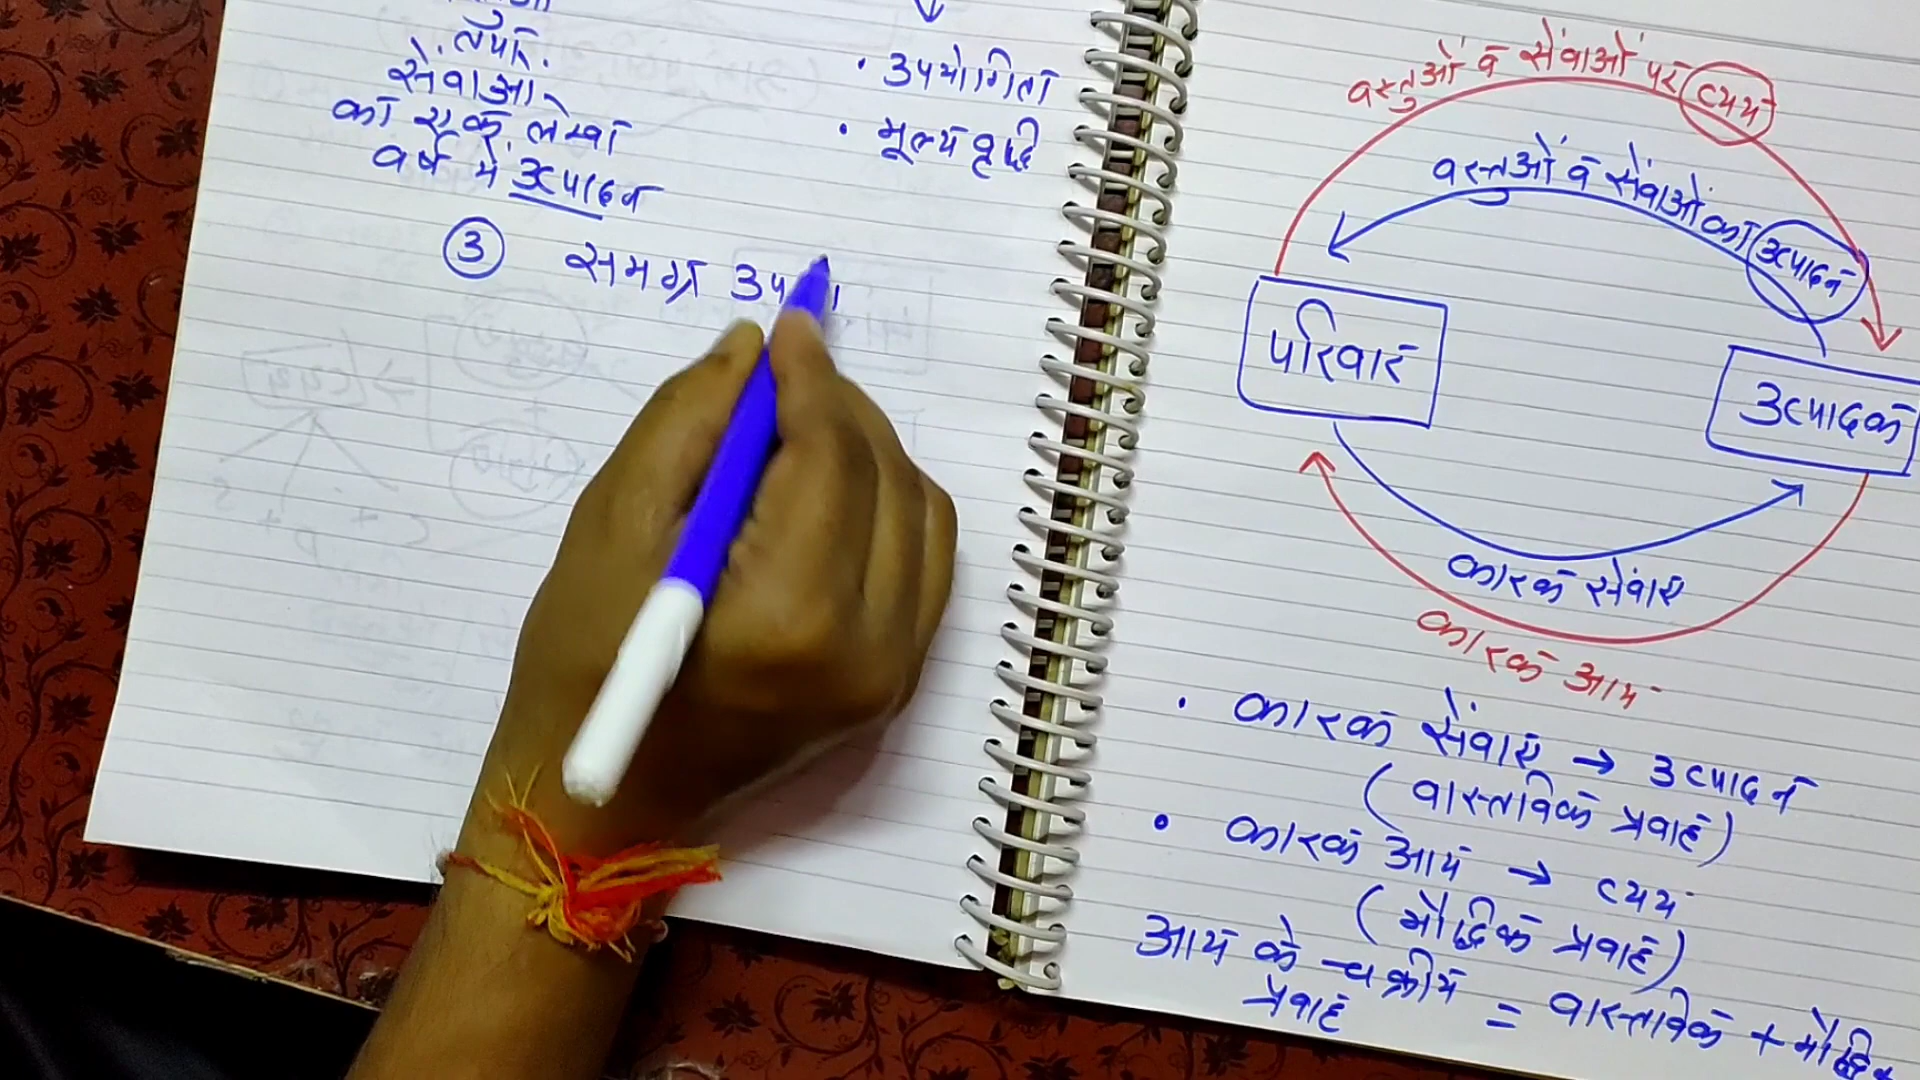 तैयार
सेवाओं
का एक लेखा
वर्ष में उत्पादन
• उपयोगिता
• मूल्य वृद्धि
③ समग्र
वस्तुओं व सेवाओं पर व्यय
वस्तुओं व सेवाओं का उत्पादन
परिवार
उत्पादक
कारक सेवाएं
कारक आय
• कारक सेवाएं → उत्पादन
(वास्तविक प्रवाह)
• कारक आय → व्यय
(मौद्रिक प्रवाह)
आय के चक्रीय प्रवाह = वास्तविक + मौद्रिक